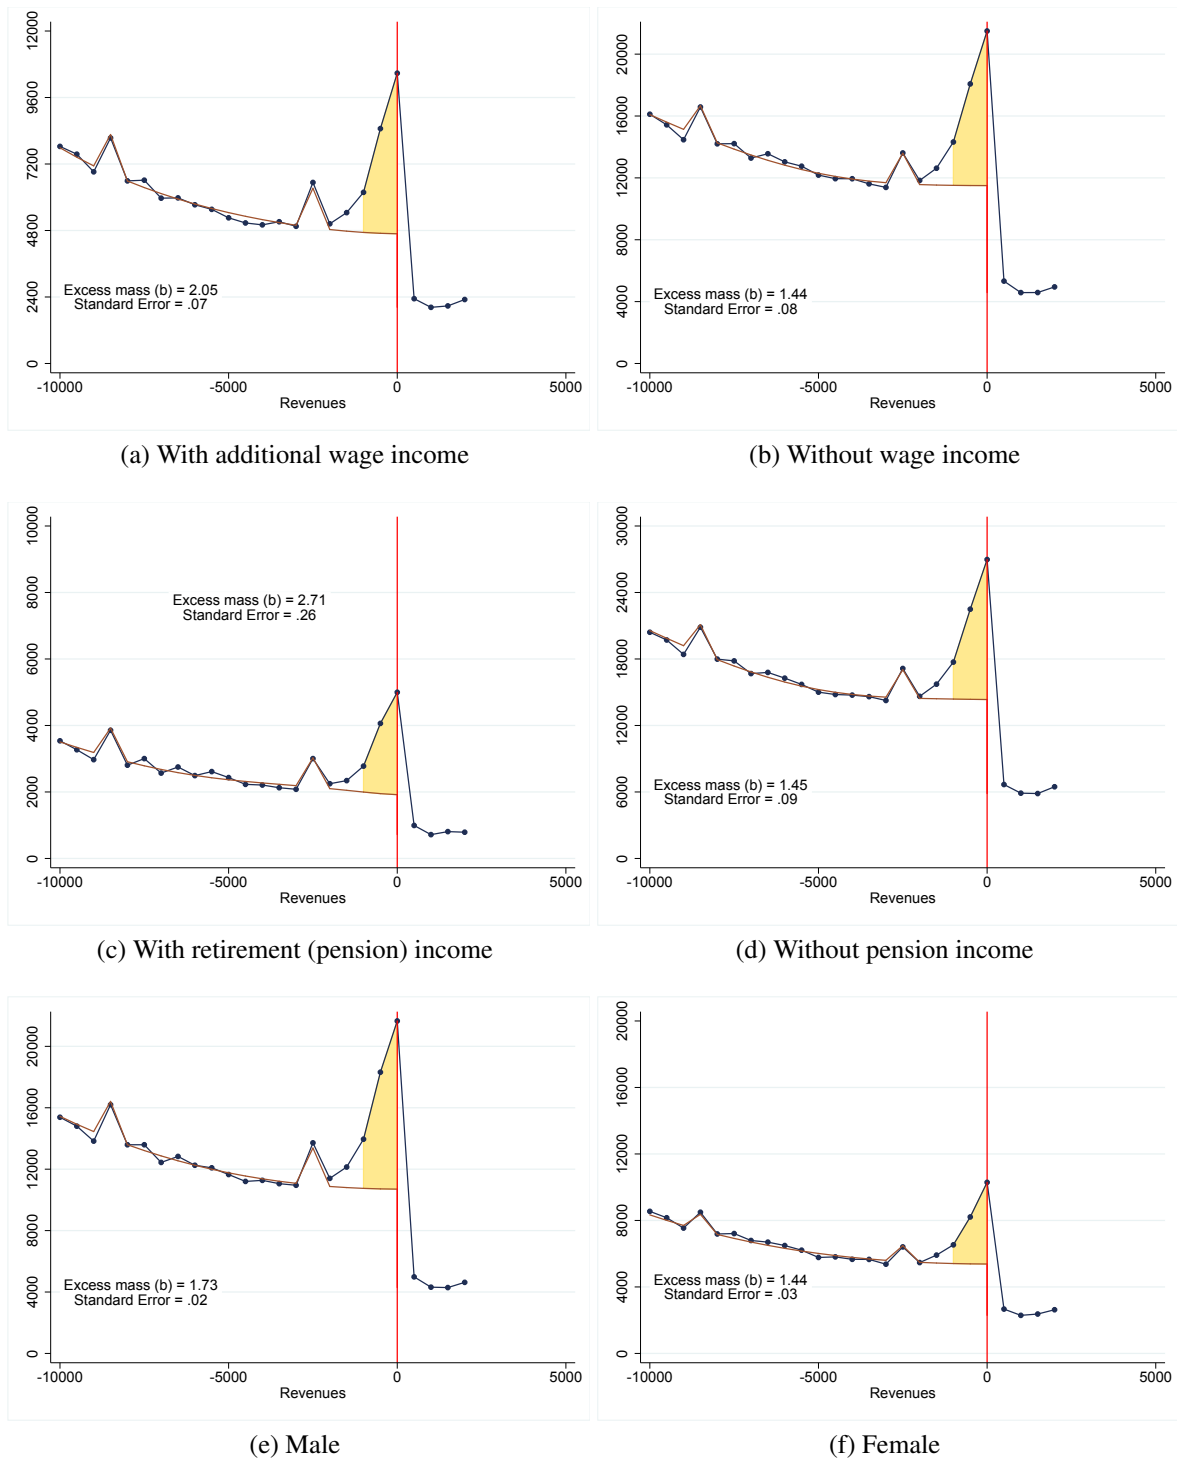 12000
9600
7200
4800
2400
0
Excess mass (b) = 2.05
Standard Error = .07
-10000 -5000 0 5000
Revenues
(a) With additional wage income
20000
16000
12000
8000
4000
0
Excess mass (b) = 1.44
Standard Error = .08
-10000 -5000 0 5000
Revenues
(b) Without wage income
10000
8000
6000
4000
2000
0
Excess mass (b) = 2.71
Standard Error = .26
-10000 -5000 0 5000
Revenues
(c) With retirement (pension) income
30000
24000
18000
12000
6000
0
Excess mass (b) = 1.45
Standard Error = .09
-10000 -5000 0 5000
Revenues
(d) Without pension income
20000
16000
12000
8000
4000
0
Excess mass (b) = 1.73
Standard Error = .02
-10000 -5000 0 5000
Revenues
(e) Male
20000
16000
12000
8000
4000
0
Excess mass (b) = 1.44
Standard Error = .03
-10000 -5000 0 5000
Revenues
(f) Female